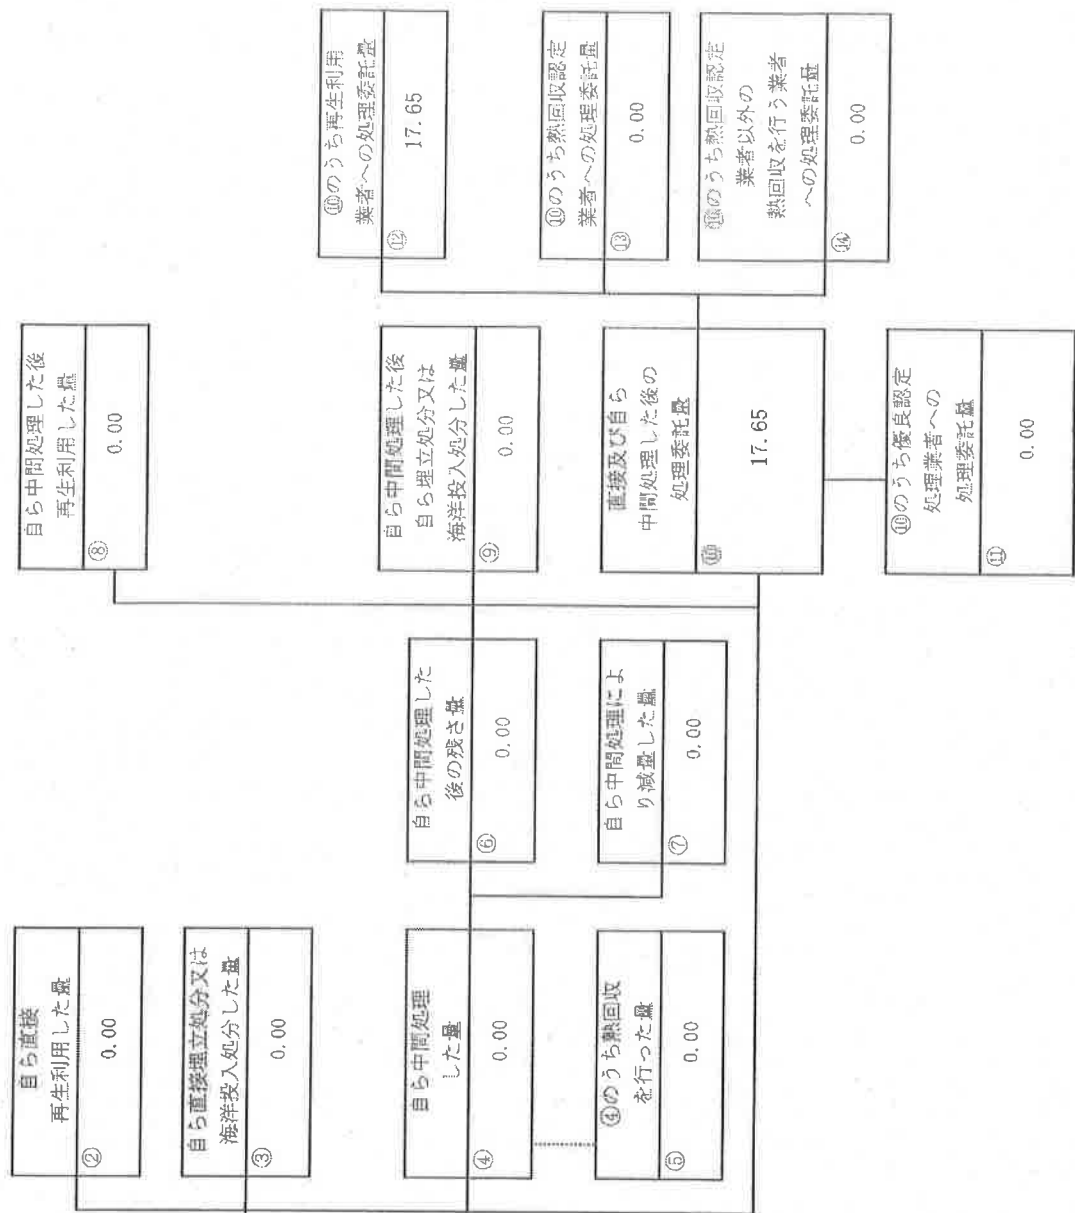 自ら直接
再生利用した量
②
0.00
自ら直接埋立処分又は
海洋投入処分した量
③
0.00
自ら中間処理
した量
④
0.00
④のうち熱回収
を行った量
⑤
0.00
自ら中間処理した
後の残さ量
⑥
0.00
自ら中間処理によ
り減量した量
⑦
0.00
自ら中間処理した後
再生利用した量
⑧
0.00
自ら中間処理した後
自ら埋立処分又は
海洋投入処分した量
⑨
0.00
直接及び自ら
中間処理した後の
処理委託量
⑩
17.65
⑩のうち優良認定
処理業者への
処理委託量
⑪
0.00
⑩のうち再生利用
業者への処理委託量
⑫
17.65
⑩のうち熱回収認定
業者への処理委託量
⑬
0.00
⑩のうち熱回収認定
業者以外の
熱回収を行う業者
への処理委託量
⑭
0.00